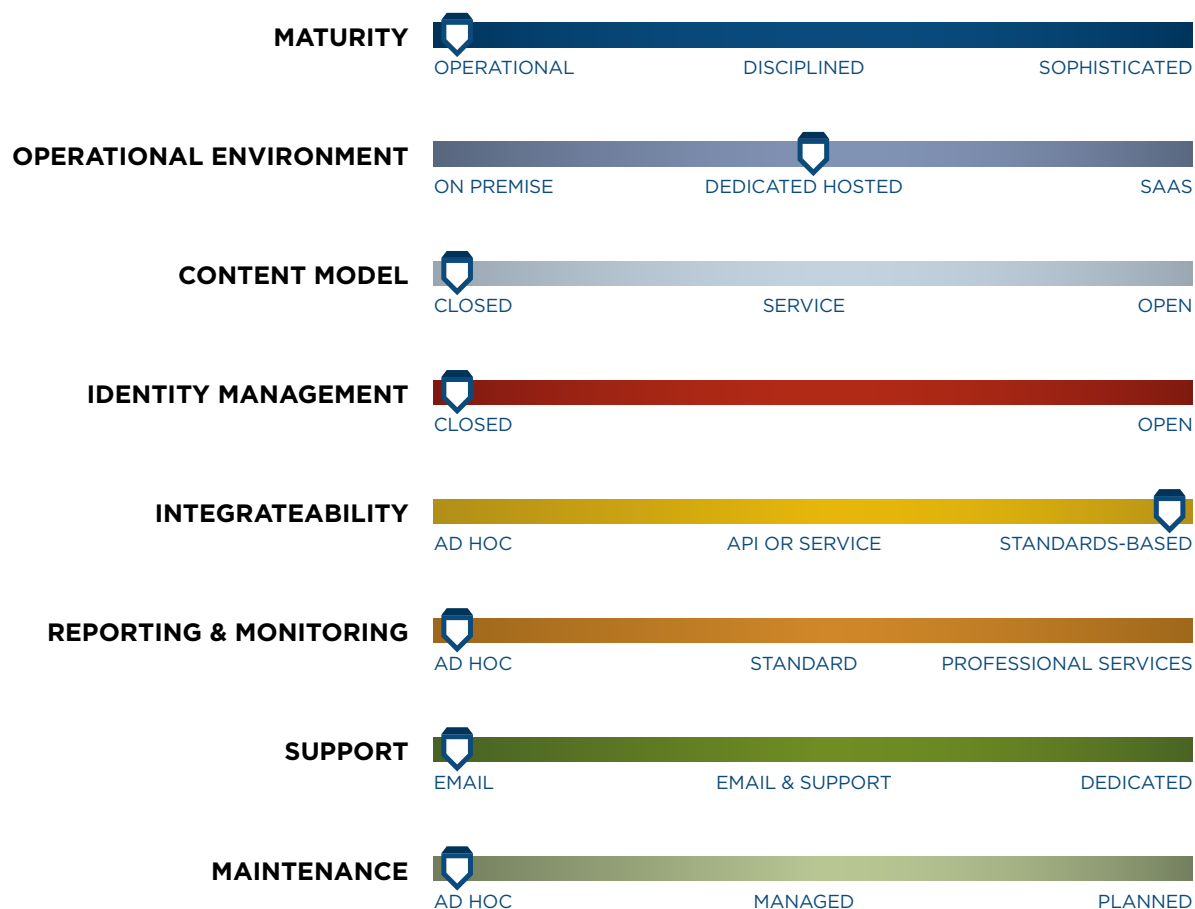 MATURITY
OPERATIONAL DISCIPLINED SOPHISTICATED
OPERATIONAL ENVIRONMENT
ON PREMISE DEDICATED HOSTED SAAS
CONTENT MODEL
CLOSED SERVICE OPEN
IDENTITY MANAGEMENT
CLOSED OPEN
INTEGRATEABILITY
AD HOC API OR SERVICE STANDARDS-BASED
REPORTING & MONITORING
AD HOC STANDARD PROFESSIONAL SERVICES
SUPPORT
EMAIL EMAIL & SUPPORT DEDICATED
MAINTENANCE
AD HOC MANAGED PLANNED